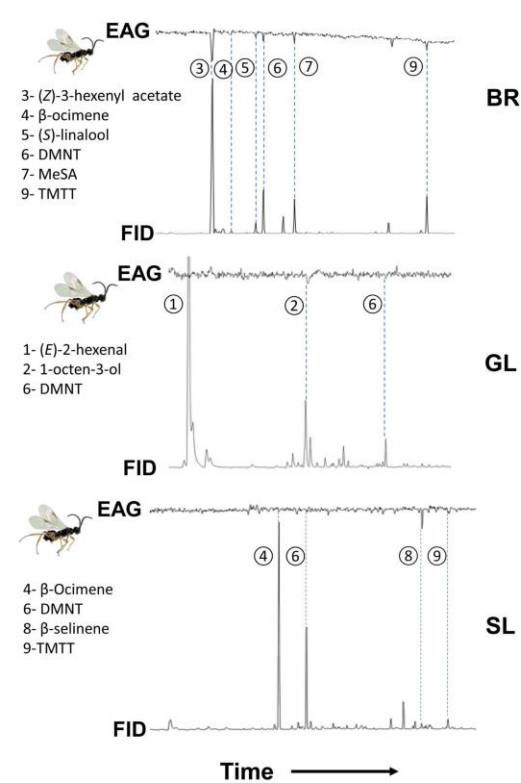 EAG
③ ④ ⑤ ⑥ ⑦ ⑨
BR
3- (Z)-3-hexenyl acetate
4- β-ocimene
5- (S)-linalool
6- DMNT
7- MeSA
9- TMTT
FID
EAG
① ② ⑥
GL
1- (E)-2-hexenal
2- 1-octen-3-ol
6- DMNT
FID
EAG
④ ⑥ ⑧ ⑨
SL
4- β-Ocimene
6- DMNT
8- β-selinene
9-TMTT
FID
Time